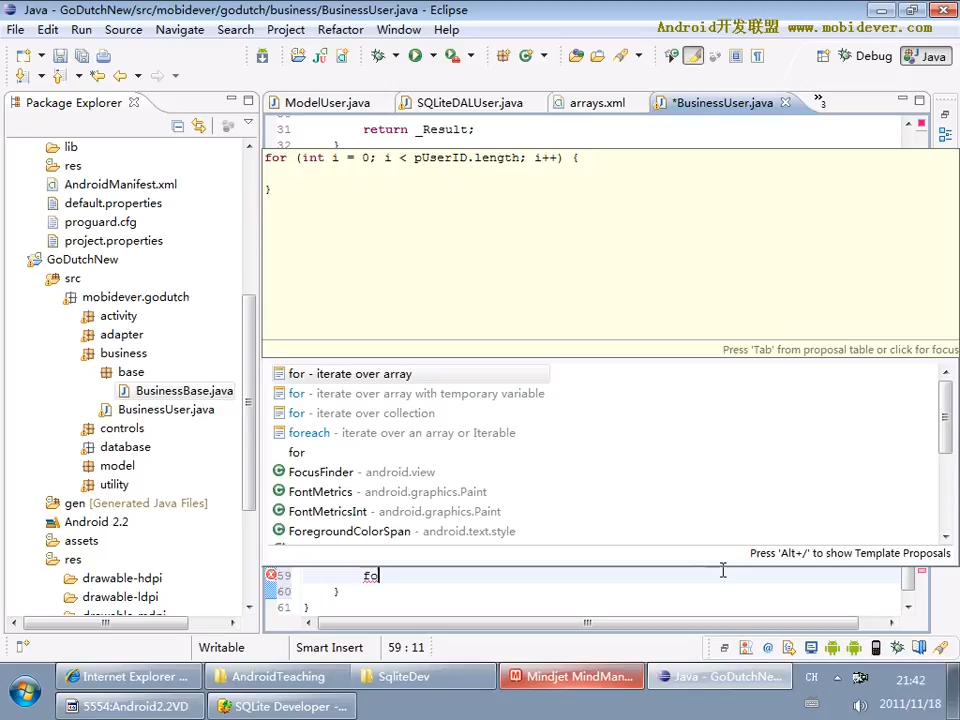 Java - GoDutchNew/src/mobidever/godutch/business/BusinessUser.java - Eclipse
File Edit Run Source Navigate Search Project Refactor Window Help
Android开发联盟 www.mobidever.com
Debug Java
Package Explorer
ModelUser.java SQLiteDALUser.java arrays.xml *BusinessUser.java »3
lib
res
AndroidManifest.xml
default.properties
proguard.cfg
project.properties
GoDutchNew
src
mobidever.godutch
activity
adapter
business
base
BusinessBase.java
BusinessUser.java
controls
database
model
utility
gen [Generated Java Files]
Android 2.2
assets
res
drawable-hdpi
drawable-ldpi
31 return _Result;
32 }
for (int i = 0; i < pUserID.length; i++) {
}
Press 'Tab' from proposal table or click for focus
for - iterate over array
for - iterate over array with temporary variable
for - iterate over collection
foreach - iterate over an array or Iterable
for
FocusFinder - android.view
FontMetrics - android.graphics.Paint
FontMetricsInt - android.graphics.Paint
ForegroundColorSpan - android.text.style
Press 'Alt+/' to show Template Proposals
59 fo
60 }
61 }
Writable Smart Insert 59 : 11
Internet Explorer ... AndroidTeaching SqliteDev Mindjet MindMan... Java - GoDutchNe... CH 21:42
5554:Android2.2VD SQLite Developer - ... 2011/11/18